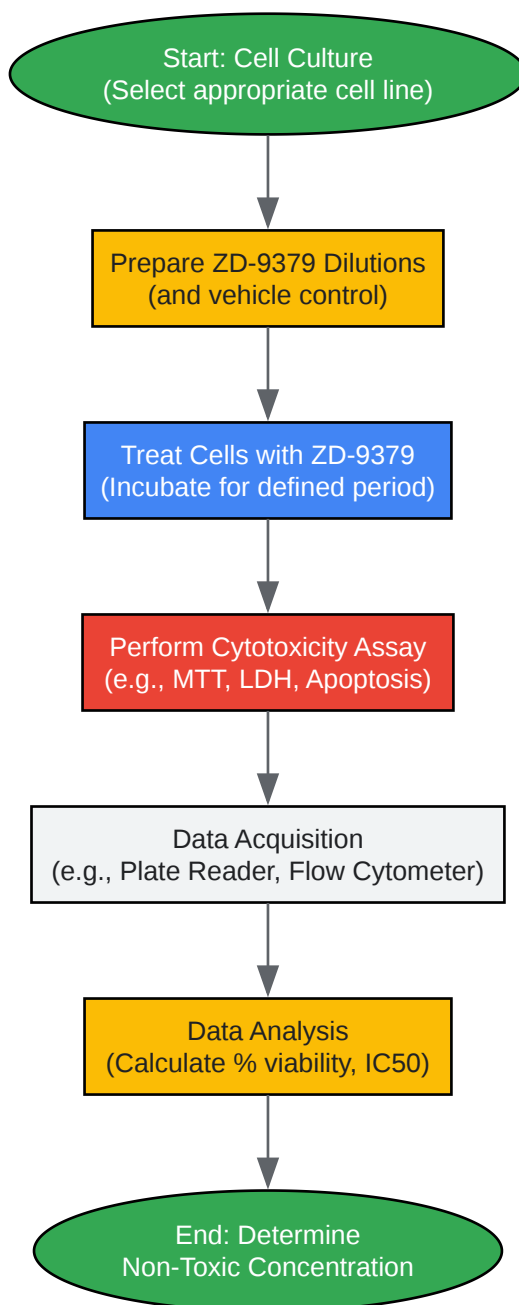 Start: Cell Culture
(Select appropriate cell line)
Prepare ZD-9379 Dilutions
(and vehicle control)
Treat Cells with ZD-9379
(Incubate for defined period)
Perform Cytotoxicity Assay
(e.g., MTT, LDH, Apoptosis)
Data Acquisition
(e.g., Plate Reader, Flow Cytometer)
Data Analysis
(Calculate % viability, IC50)
End: Determine
Non-Toxic Concentration